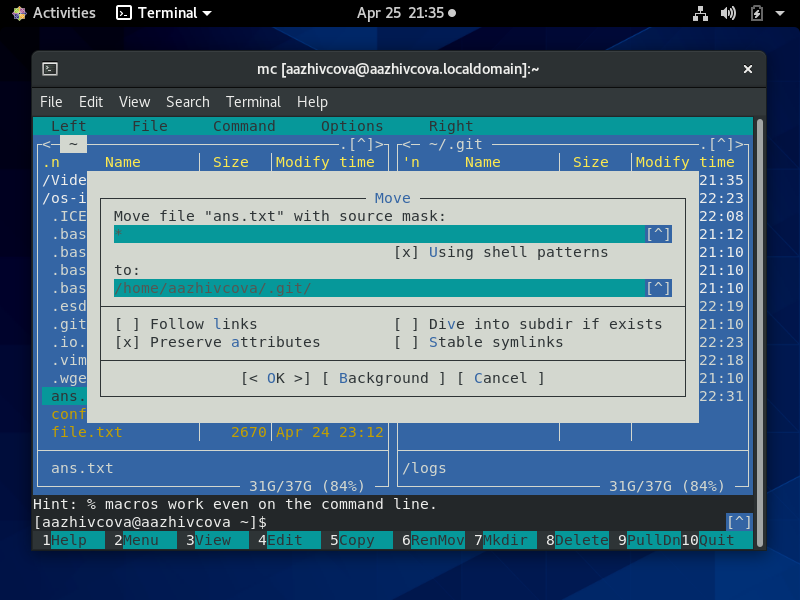 Activities Terminal Apr 25 21:35
mc [aazhivcova@aazhivcova.localdomain]:~ ×
File Edit View Search Terminal Help
Left File Command Options Right
<─ ~ .[^]> <─ ~/.git .[^]>
.n Name Size Modify time 'n Name Size Modify time
/Vide 21:35
/os-i 22:23
.ICE 22:08
.bas 21:12
.bas 21:10
.bas 21:10
.bas 21:10
.esd 22:19
.git 21:10
.io. 22:23
.vim 22:18
.wge 21:10
ans. 22:31
conf
file.txt 2670 Apr 24 23:12
Move
Move file "ans.txt" with source mask:
* [^]
[x] Using shell patterns
to:
/home/aazhivcova/.git/ [^]
[ ] Follow links [ ] Dive into subdir if exists
[x] Preserve attributes [ ] Stable symlinks
[< OK >] [ Background ] [ Cancel ]
ans.txt /logs
31G/37G (84%) 31G/37G (84%)
Hint: % macros work even on the command line.
[aazhivcova@aazhivcova ~]$ [^]
1Help 2Menu 3View 4Edit 5Copy 6RenMov 7Mkdir 8Delete 9PullDn 10Quit